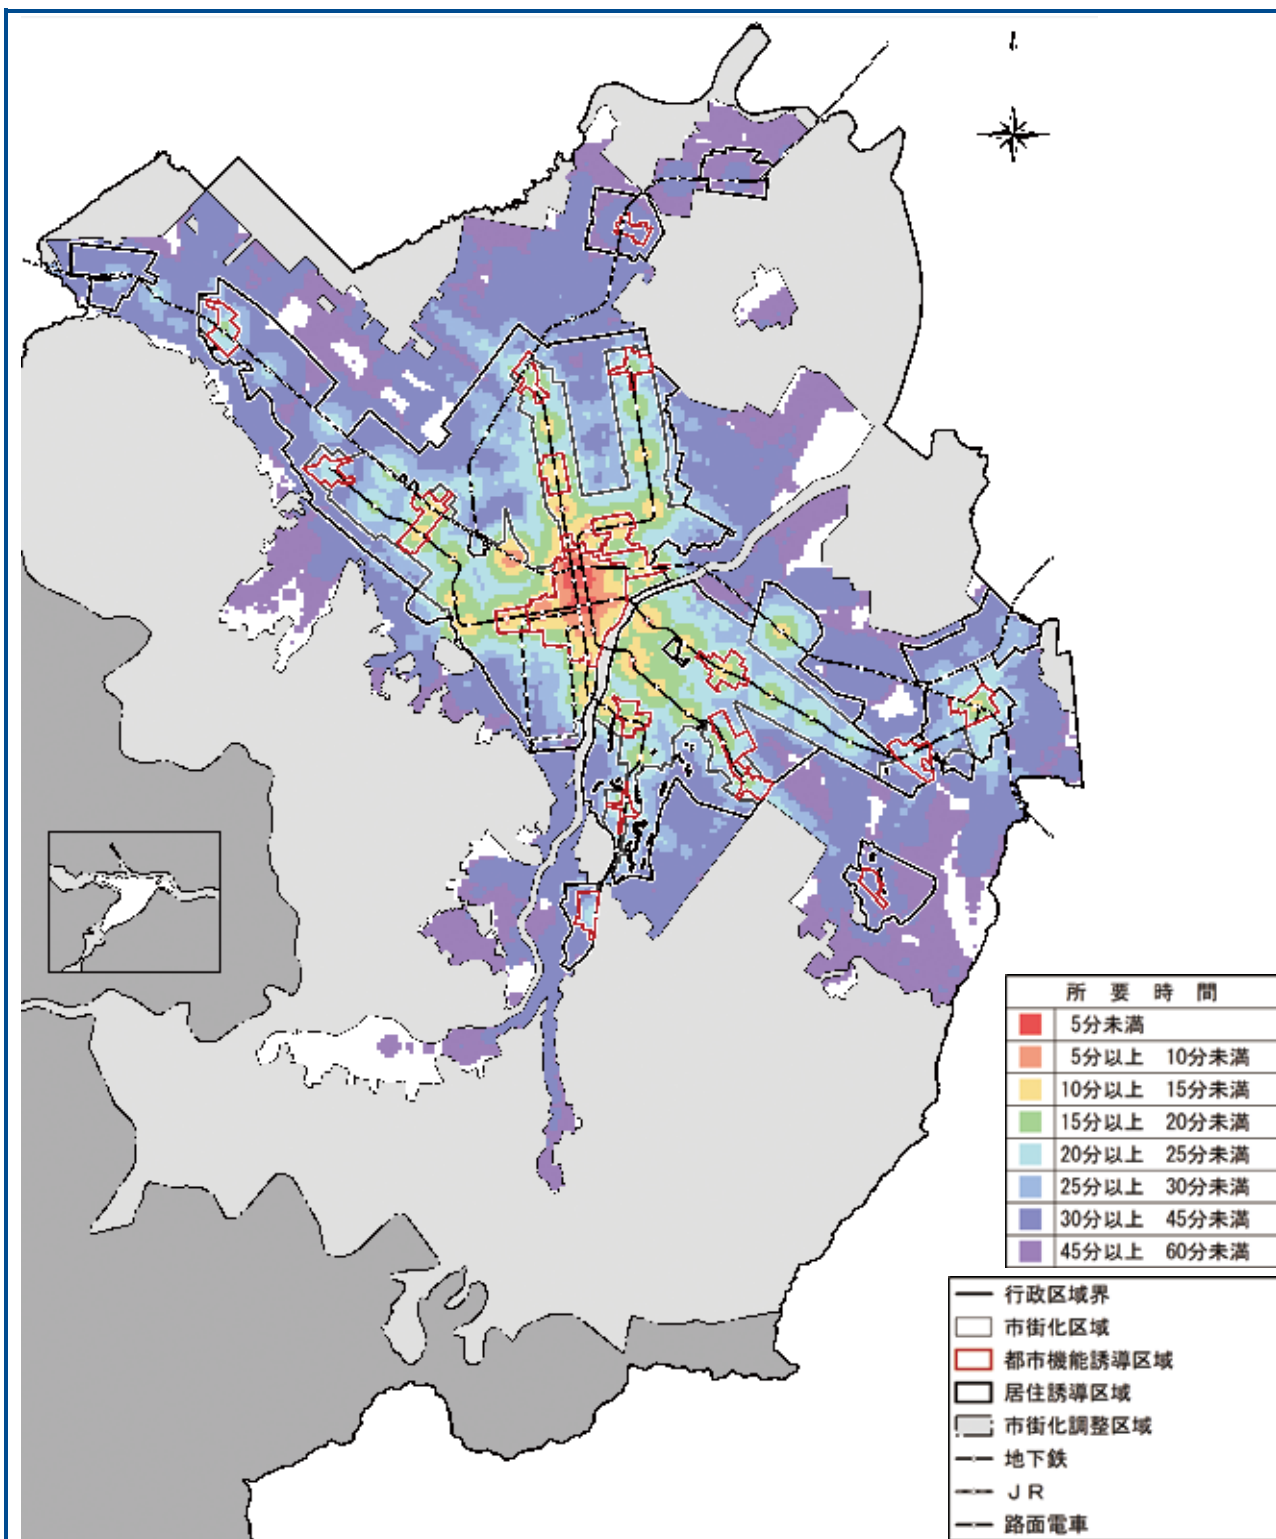 所要時間
5分未満
5分以上 10分未満
10分以上 15分未満
15分以上 20分未満
20分以上 25分未満
25分以上 30分未満
30分以上 45分未満
45分以上 60分未満
行政区域界
市街化区域
都市機能誘導区域
居住誘導区域
市街化調整区域
地下鉄
JR
路面電車